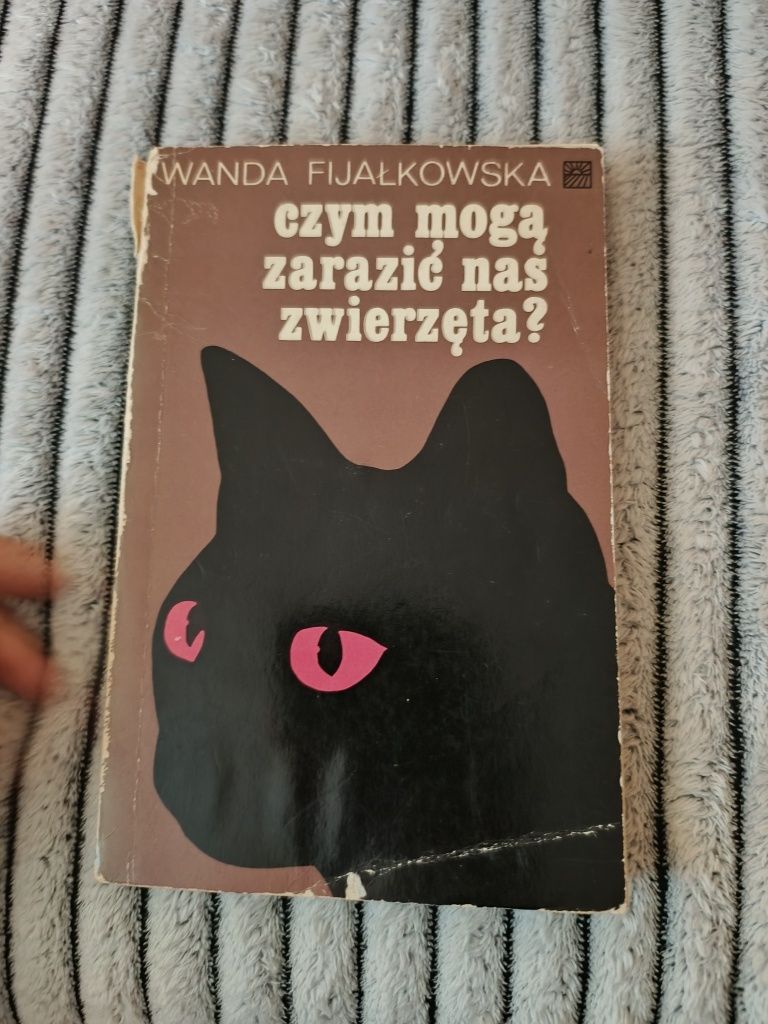 WANDA FIJAŁKOWSKA
czym mogą
zarazić nas
zwierzęta?